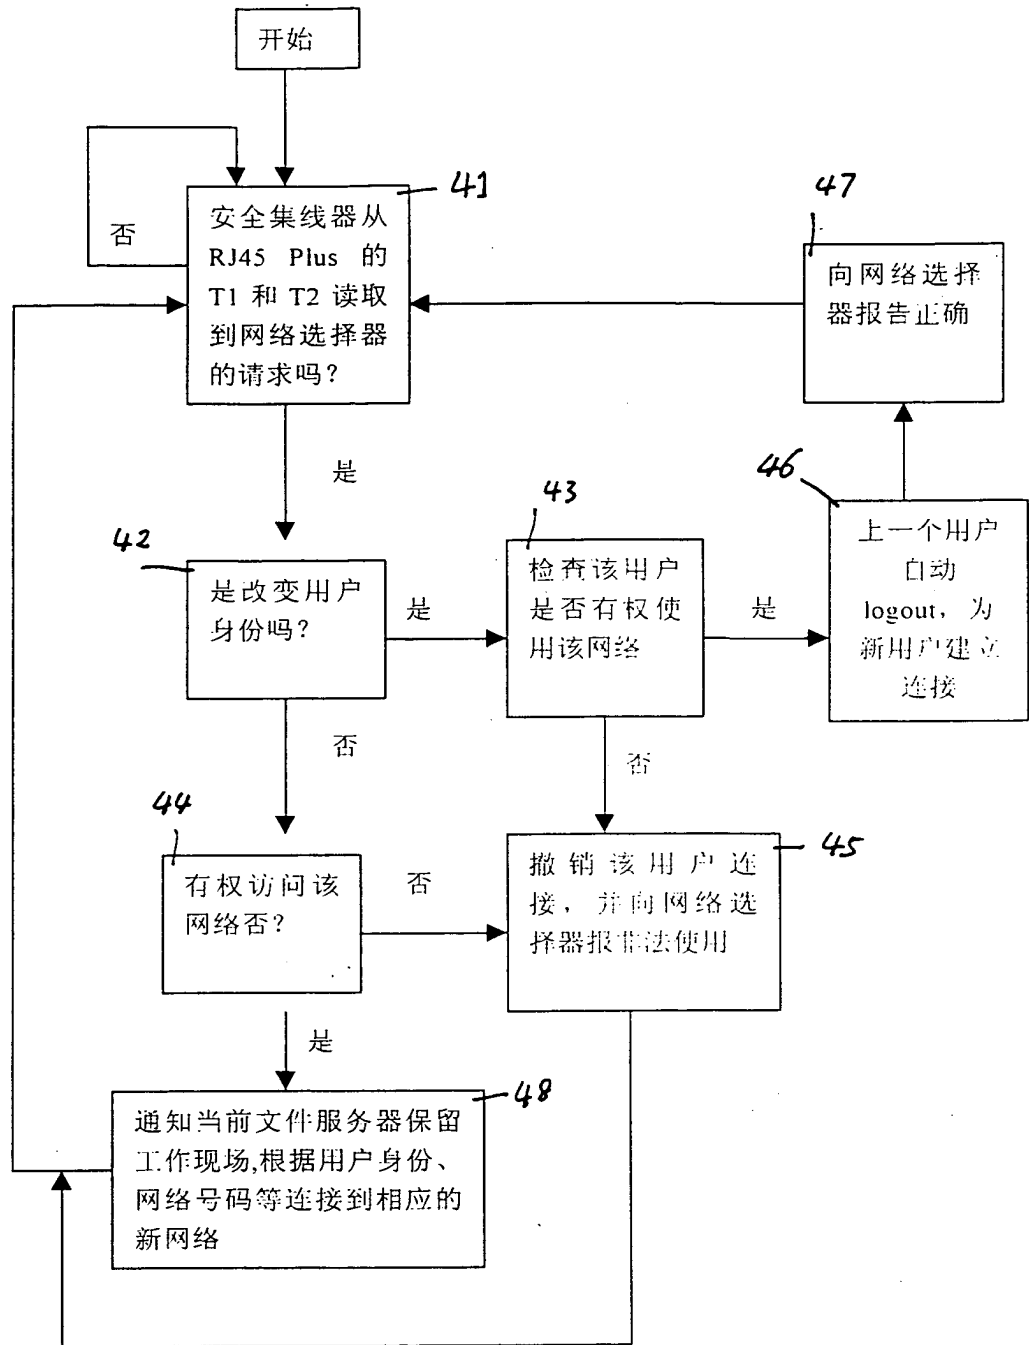 开始
41
47
否
安全集线器从
RJ45 Plus 的
T1 和 T2 读取
到网络选择器
的请求吗？
向网络选择
器报告正确
是
42
43
46
是改变用户
身份吗？
是
检查该用户
是否有权使
用该网络
是
上一个用户
自动
logout，为
新用户建立
连接
否
否
44
45
有权访问该
网络否？
否
撤销该用户连
接，并向网络选
择器报非法使用
是
48
通知当前文件服务器保留
工作现场,根据用户身份、
网络号码等连接到相应的
新网络